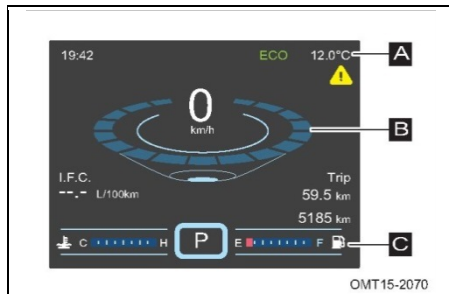 19:42 ECO 12.0°C A
0
km/h
B
I.F.C. Trip
--.- L/100km 59.5 km
5185 km
C H P E F C
OMT15-2070